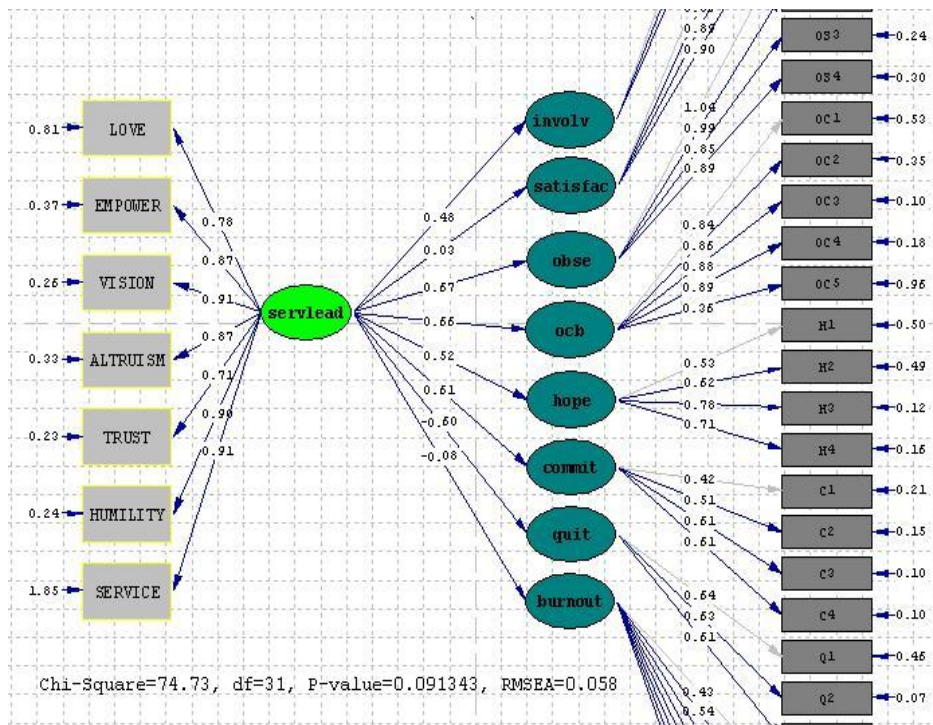 0.81
LOVE
0.37
EMPOWER
0.26
VISION
0.33
ALTRUISM
0.23
TRUST
0.24
HUMILITY
1.85
SERVICE
0.78
0.87
0.91
0.87
0.71
0.90
0.91
servlead
0.48
0.03
0.67
0.66
0.52
0.61
-0.60
-0.08
involv
satisfac
obse
ocb
hope
commit
quit
burnout
0.89
0.90
1.04
0.99
0.85
0.89
0.84
0.86
0.88
0.89
0.36
0.53
0.62
0.78
0.71
0.42
0.51
0.61
0.61
0.64
0.63
0.61
0.43
0.54
OS3 0.24
OS4 0.30
OC1 0.53
OC2 0.35
OC3 0.10
OC4 0.18
OC5 0.96
H1 0.50
H2 0.49
H3 0.12
H4 0.16
C1 0.21
C2 0.15
C3 0.10
C4 0.10
Q1 0.46
Q2 0.07
Chi-Square=74.73, df=31, P-value=0.091343, RMSEA=0.058